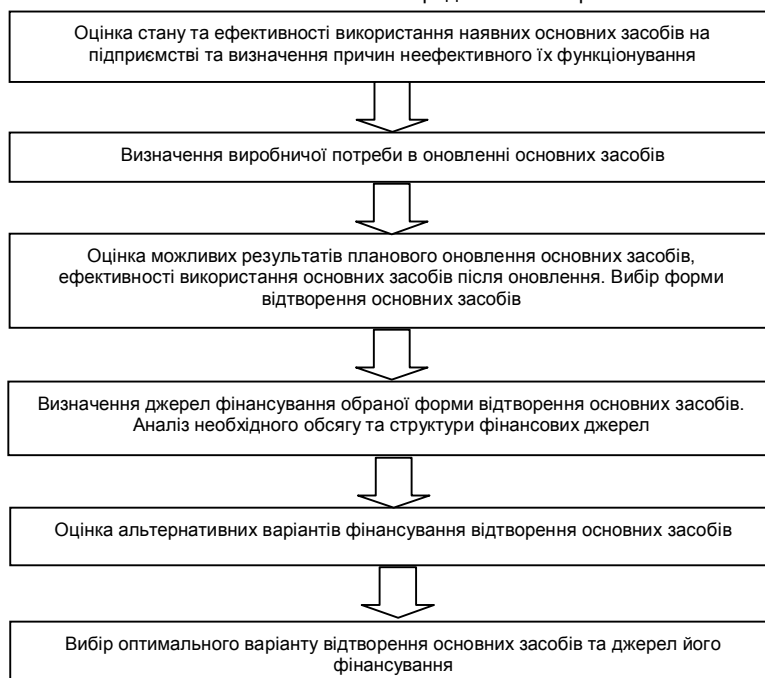 Оцінка стану та ефективності використання наявних основних засобів на
підприємстві та визначення причин неефективного їх функціонування
Визначення виробничої потреби в оновленні основних засобів
Оцінка можливих результатів планового оновлення основних засобів,
ефективності використання основних засобів після оновлення. Вибір форми
відтворення основних засобів
Визначення джерел фінансування обраної форми відтворення основних засобів.
Аналіз необхідного обсягу та структури фінансових джерел
Оцінка альтернативних варіантів фінансування відтворення основних засобів
Вибір оптимального варіанту відтворення основних засобів та джерел його
фінансування